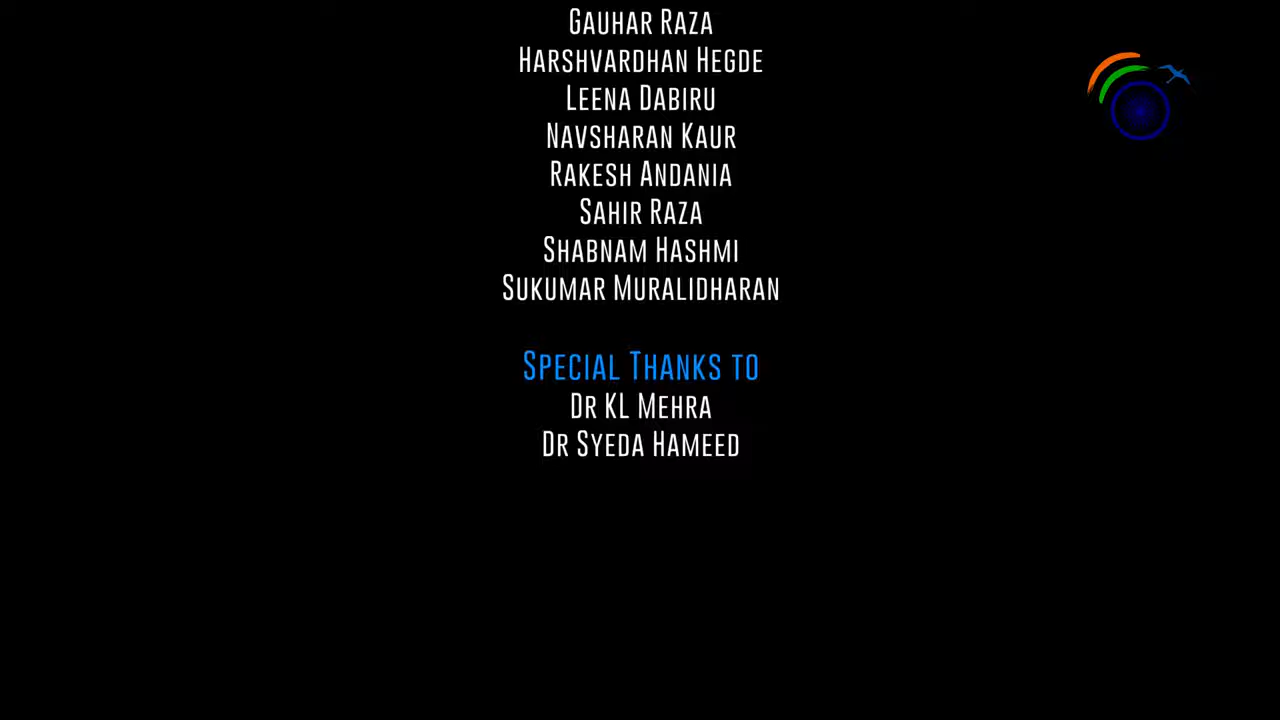 Gauhar Raza
Harshvardhan Hegde
Leena Dabiru
Navsharan Kaur
Rakesh Andania
Sahir Raza
Shabnam Hashmi
Sukumar Muralidharan
Special Thanks to
Dr KL Mehra
Dr Syeda Hameed